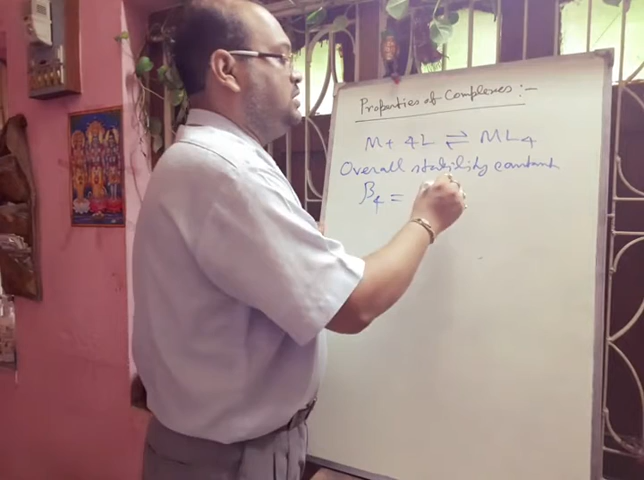 Properties of Complexes :-
M + 4L ⇌ ML4
Overall stability constant
β4 =